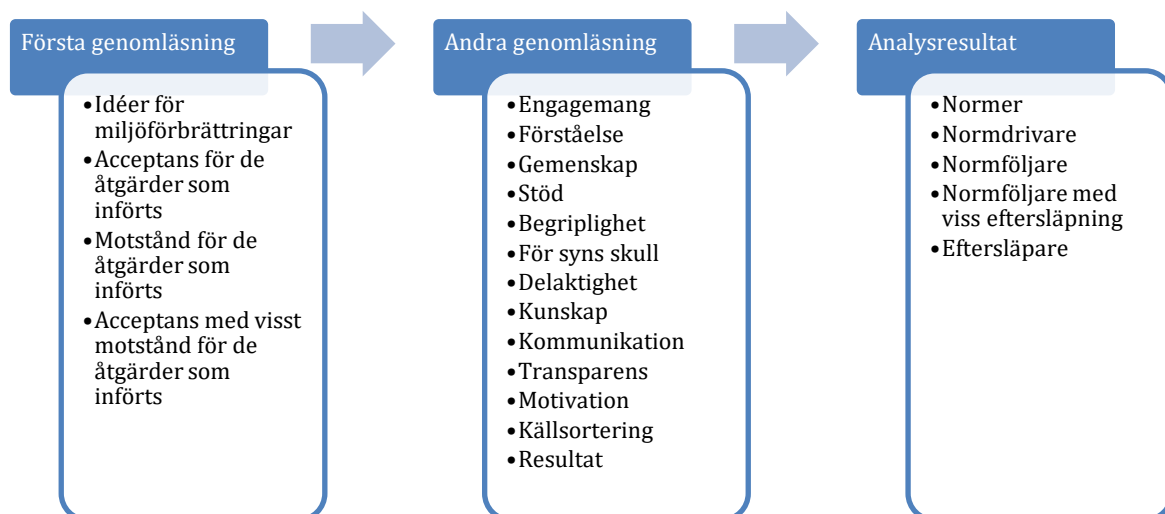 Första genomläsning
•Idéer för
miljöförbrättringar
•Acceptans för de
åtgärder som
införts
•Motstånd för de
åtgärder som
införts
•Acceptans med visst
motstånd för de
åtgärder som
införts
Andra genomläsning
•Engagemang
•Förståelse
•Gemenskap
•Stöd
•Begriplighet
•För syns skull
•Delaktighet
•Kunskap
•Kommunikation
•Transparens
•Motivation
•Källsortering
•Resultat
Analysresultat
•Normer
•Normdrivare
•Normföljare
•Normföljare med
viss eftersläpning
•Eftersläpare